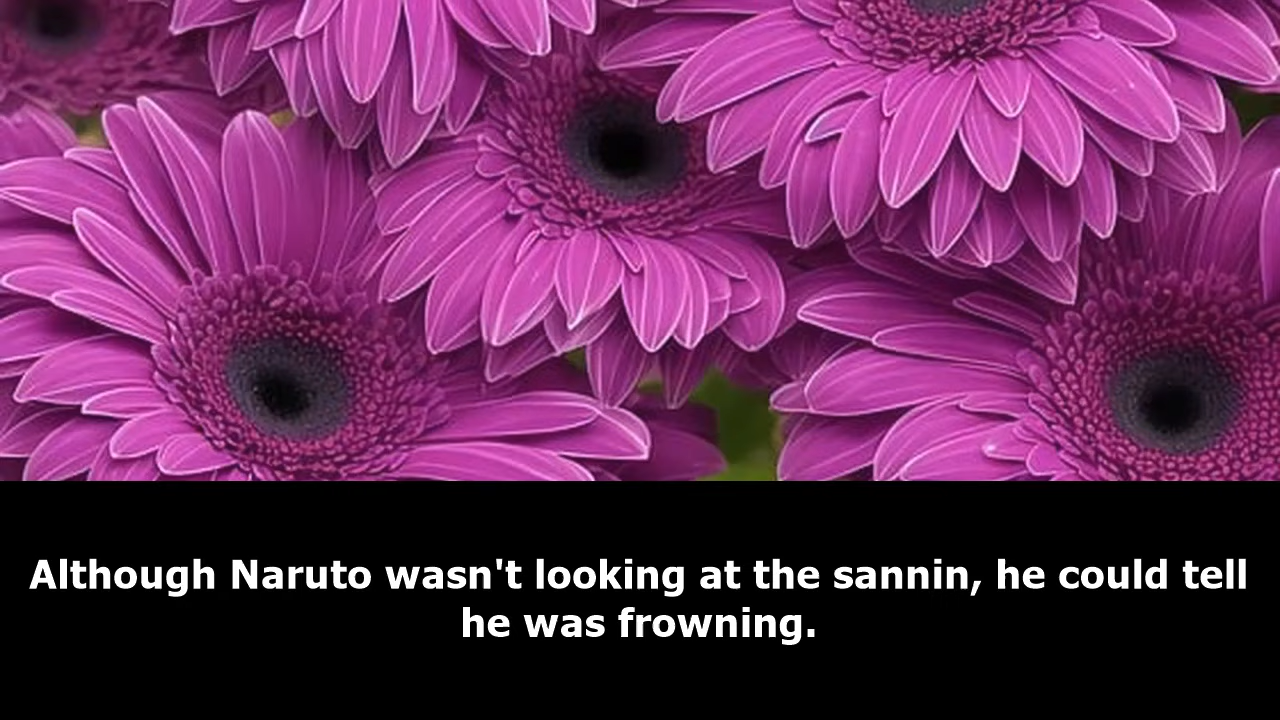 Although Naruto wasn't looking at the sannin, he could tell
he was frowning.